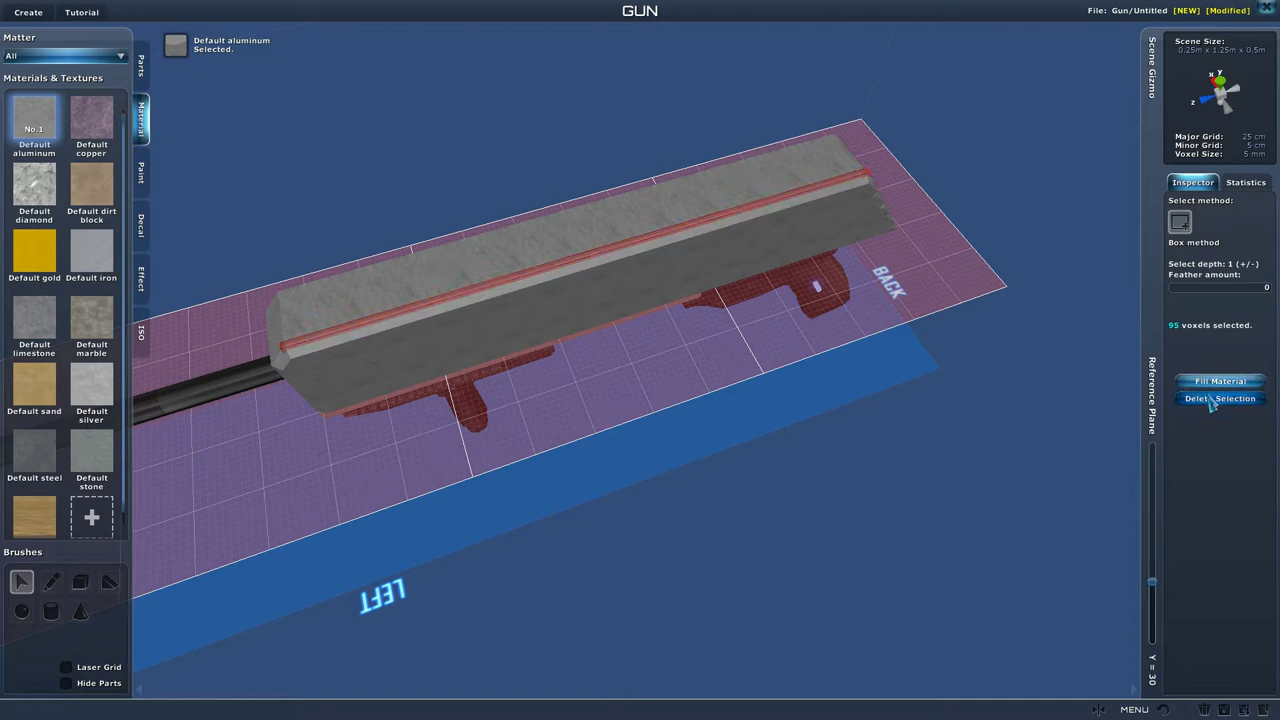 Create
Tutorial
GUN
File: Gun/Untitled [NEW] [Modified]
Matter
All
Materials & Textures
No.1
Default aluminum
Default copper
Default diamond
Default dirt block
Default gold
Default iron
Default limestone
Default marble
Default sand
Default silver
Default steel
Default stone
Brushes
Laser Grid
Hide Parts
Parts
Material
Paint
Decal
Effect
ISO
Default aluminum
Selected.
BACK
LEFT
Scene Gizmo
Scene Size:
0.25m x 1.25m x 0.5m
x
y
z
Major Grid: 25 cm
Minor Grid: 5 cm
Voxel Size: 5 mm
Inspector
Statistics
Select method:
Box method
Select depth: 1 (+/-)
Feather amount:
0
95 voxels selected.
Fill Material
Delete Selection
Reference Plane
Y = 30
MENU